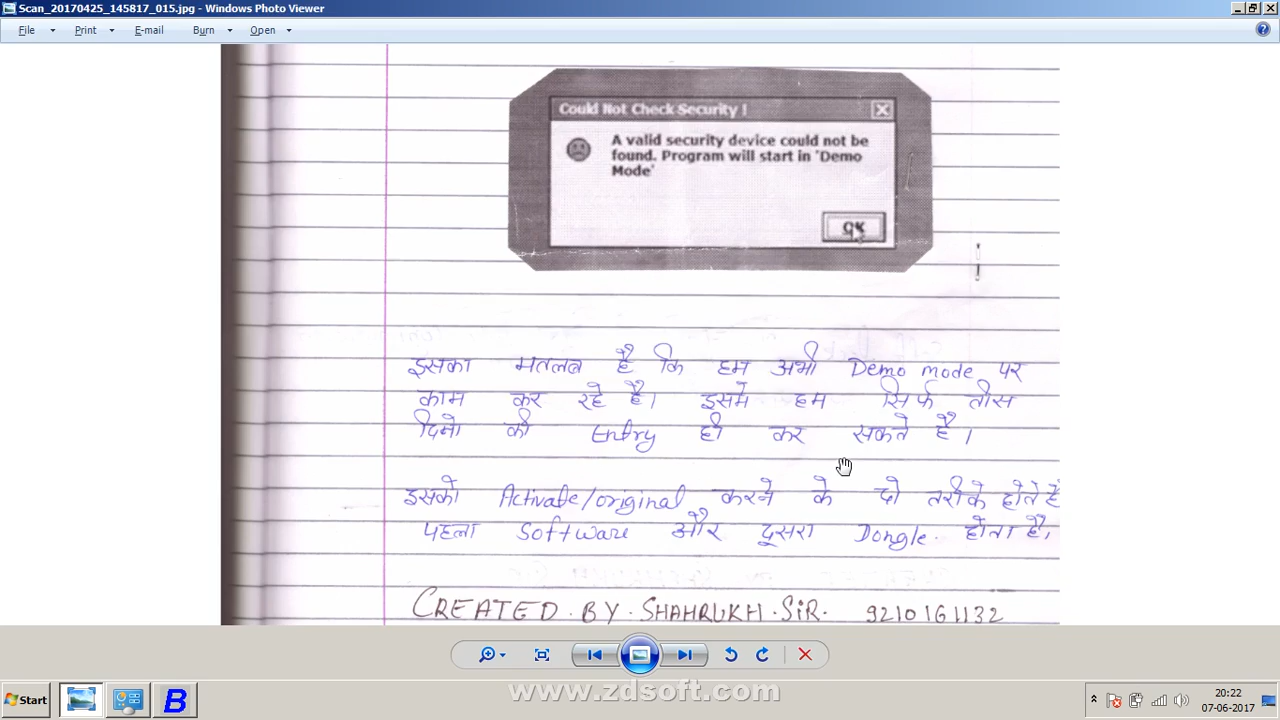 Scan_20170425_145817_015.jpg - Windows Photo Viewer
File Print E-mail Burn Open
Could Not Check Security !
A valid security device could not be
found. Program will start in 'Demo
Mode'
OK
इसका मतलब है कि हम अभी Demo mode पर
काम कर रहे है। इसमे हम सिर्फ तीस
दिनो की Entry ही कर सकते है।
इसको Activate/original करने के दो तरीके होते है
पहला Software और दूसरा Dongle. होता है,
CREATED. BY. SHAHRUKH. SIR. 9210161132
www.zdsoft.com
Start
B
20:22
07-06-2017